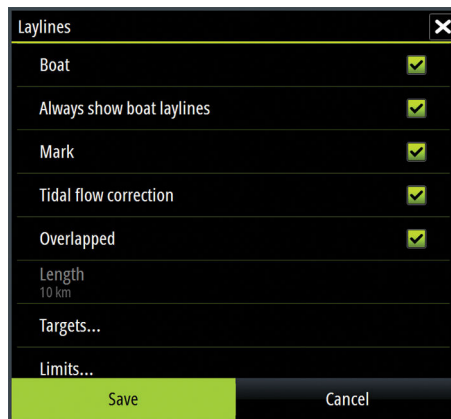 Laylines
Boat
Always show boat laylines
Mark
Tidal flow correction
Overlapped
Length
10 km
Targets...
Limits...
Save
Cancel